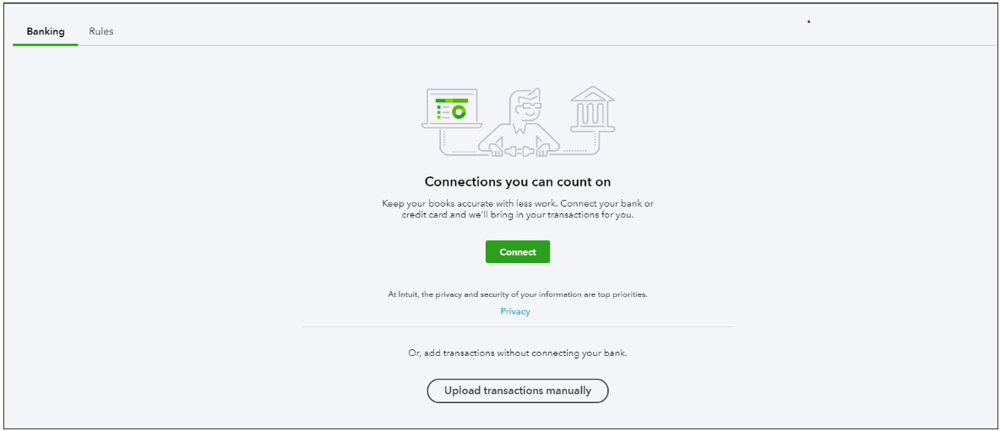 Banking
Rules
Connections you can count on
Keep your books accurate with less work. Connect your bank or
credit card and we'll bring in your transactions for you.
Connect
At Intuit, the privacy and security of your information are top priorities.
Privacy
Or, add transactions without connecting your bank.
Upload transactions manually